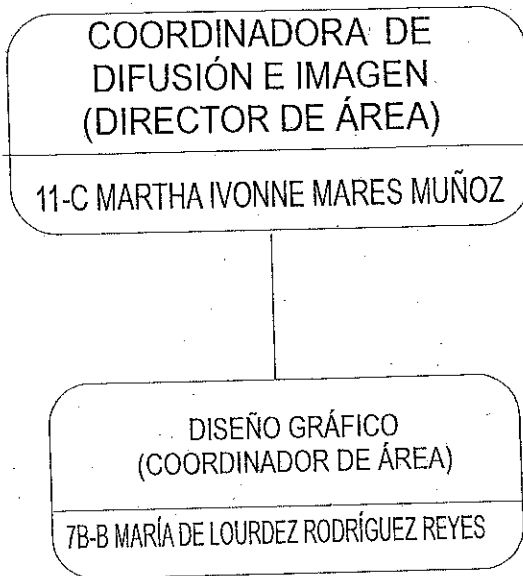 COORDINADORA DE
DIFUSIÓN E IMAGEN
(DIRECTOR DE ÁREA)
11-C MARTHA IVONNE MARES MUÑOZ
DISEÑO GRÁFICO
(COORDINADOR DE ÁREA)
7B-B MARÍA DE LOURDEZ RODRÍGUEZ REYES